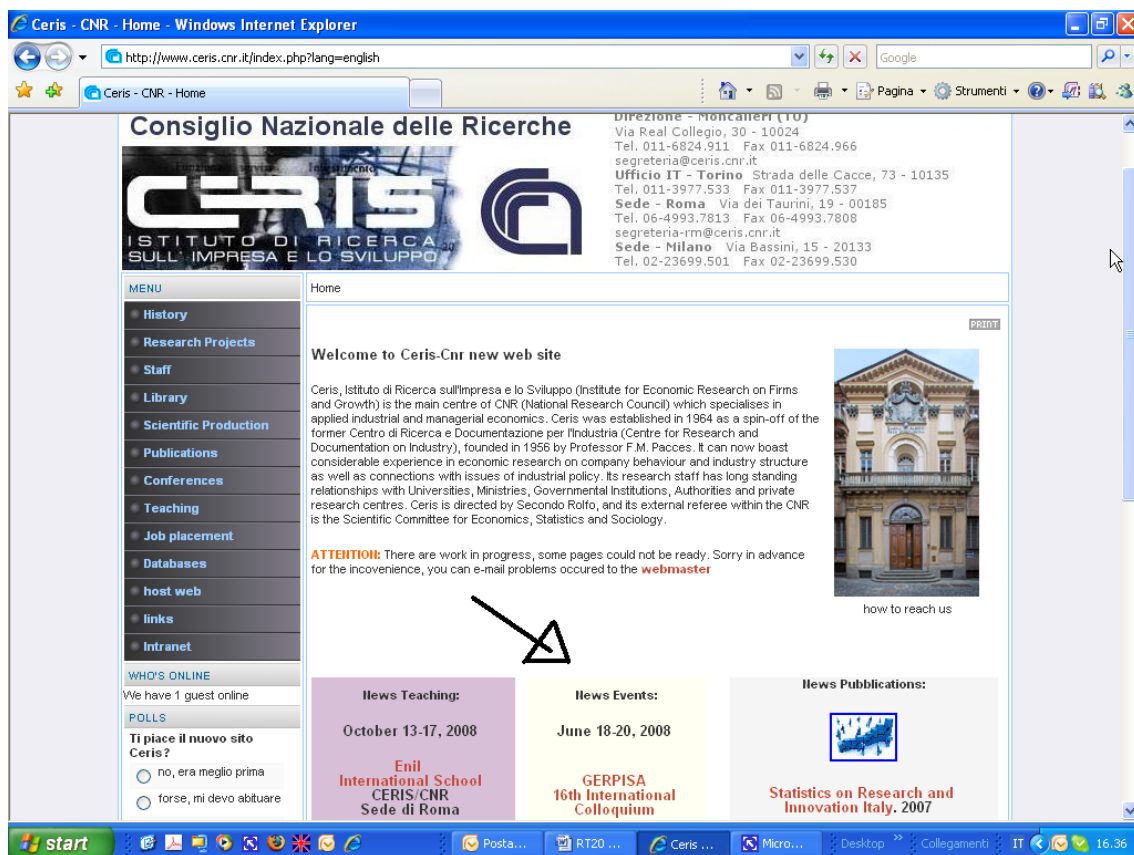 Ceris - CNR - Home - Windows Internet Explorer
http://www.ceris.cnr.it/index.php?lang=english
Google
Ceris - CNR - Home
Pagina
Strumenti
Consiglio Nazionale delle Ricerche
Direzione - Moncalieri (TO)
Via Real Collegio, 30 - 10024
Tel. 011-6824.911 Fax 011-6824.966
segreteria@ceris.cnr.it
Ufficio IT - Torino Strada delle Cacce, 73 - 10135
Tel. 011-3977.533 Fax 011-3977.537
Sede - Roma Via dei Taurini, 19 - 00185
Tel. 06-4993.7813 Fax 06-4993.7808
segreteria-rm@ceris.cnr.it
Sede - Milano Via Bassini, 15 - 20133
Tel. 02-23699.501 Fax 02-23699.530
CERIS
ISTITUTO DI RICERCA
SULL' IMPRESA E LO SVILUPPO
MENU
History
Research Projects
Staff
Library
Scientific Production
Publications
Conferences
Teaching
Job placement
Databases
host web
links
Intranet
WHO'S ONLINE
We have 1 guest online
POLLS
Ti piace il nuovo sito
Ceris?
no, era meglio prima
forse, mi devo abituare
Home
PRINT
Welcome to Ceris-Cnr new web site
Ceris, Istituto di Ricerca sull'Impresa e lo Sviluppo (Institute for Economic Research on Firms
and Growth) is the main centre of CNR (National Research Council) which specialises in
applied industrial and managerial economics. Ceris was established in 1964 as a spin-off of the
former Centro di Ricerca e Documentazione per l'Industria (Centre for Research and
Documentation on Industry), founded in 1956 by Professor F.M. Pacces. It can now boast
considerable experience in economic research on company behaviour and industry structure
as well as connections with issues of industrial policy. Its research staff has long standing
relationships with Universities, Ministries, Governmental Institutions, Authorities and private
research centres. Ceris is directed by Secondo Rolfo, and its external referee within the CNR
is the Scientific Committee for Economics, Statistics and Sociology.
ATTENTION: There are work in progress, some pages could not be ready. Sorry in advance
for the incovenience, you can e-mail problems occured to the webmaster
how to reach us
News Teaching:
October 13-17, 2008
Enil
International School
CERIS/CNR
Sede di Roma
News Events:
June 18-20, 2008
GERPISA
16th International
Colloquium
News Pubblications:
Statistics on Research and
Innovation Italy. 2007
start
Posta...
RT20 ...
Ceris ...
Micro...
Desktop
Collegamenti
IT
16.36